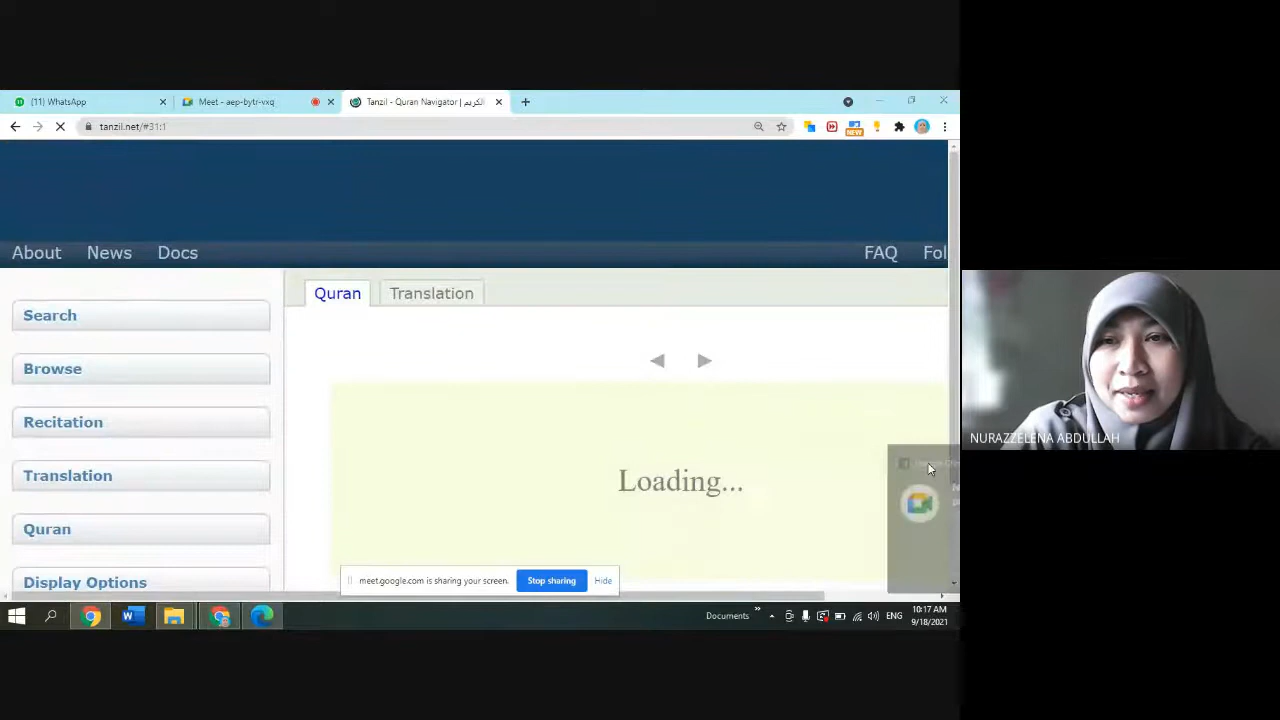 (11) WhatsApp
Meet - aep-bytr-vxq
Tanzil - Quran Navigator | الكريم
tanzil.net/#31:1
NEW
About News Docs FAQ Fol
Quran Translation
Search
Browse
Recitation
Translation
Quran
Display Options
Loading...
NURAZZELENA ABDULLAH
meet.google.com is sharing your screen. Stop sharing Hide
Documents
ENG
10:17 AM
9/18/2021